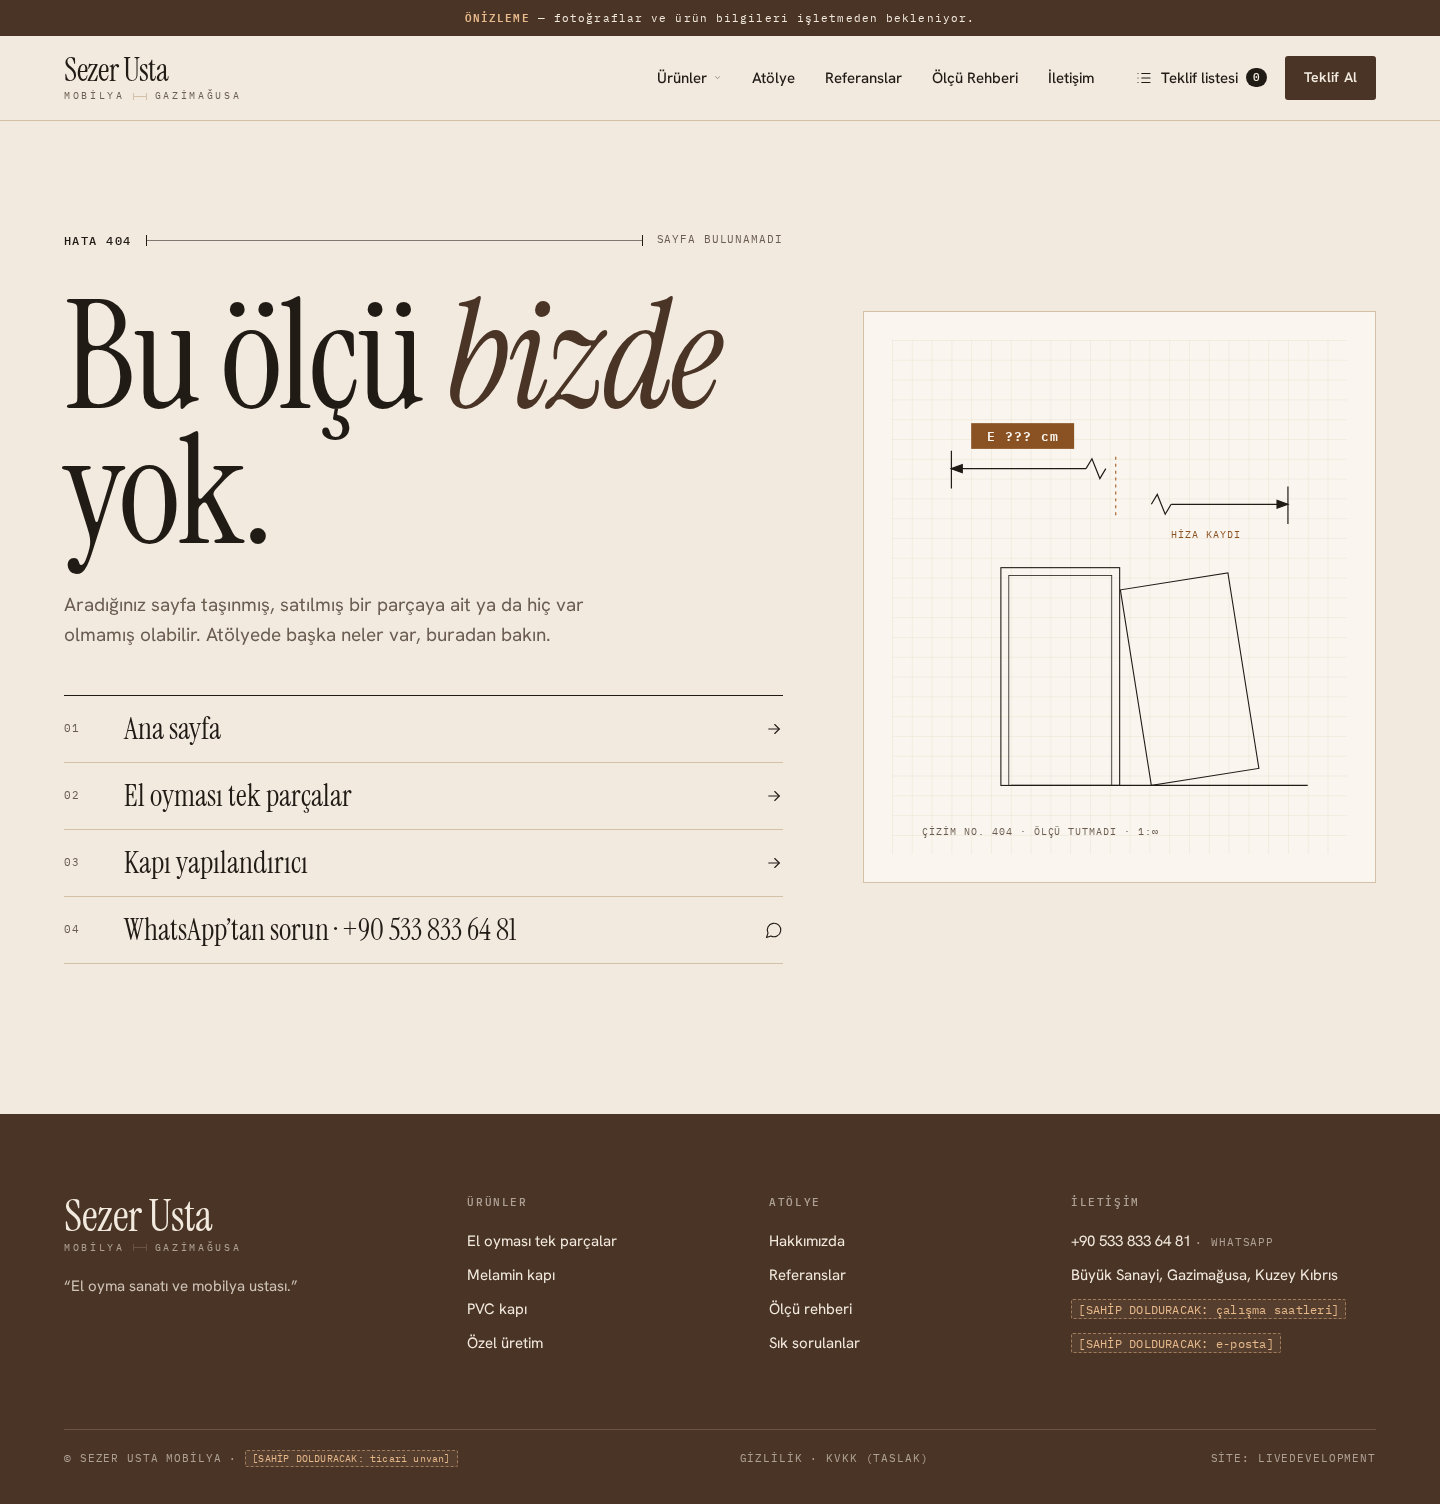 ÖNİZLEME — fotoğraflar ve ürün bilgileri işletmeden bekleniyor.
Sezer Usta
MOBİLYA GAZİMAĞUSA
Ürünler
Atölye
Referanslar
Ölçü Rehberi
İletişim
Teklif listesi 0
Teklif Al
HATA 404
SAYFA BULUNAMADI
Bu ölçü bizde
yok.
Aradığınız sayfa taşınmış, satılmış bir parçaya ait ya da hiç var
olmamış olabilir. Atölyede başka neler var, buradan bakın.
01 Ana sayfa
02 El oyması tek parçalar
03 Kapı yapılandırıcı
04 WhatsApp’tan sorun · +90 533 833 64 81
E ??? cm
HİZA KAYDI
ÇİZİM NO. 404 · ÖLÇÜ TUTMADI · 1:∞
Sezer Usta
MOBİLYA GAZİMAĞUSA
“El oyma sanatı ve mobilya ustası.”
ÜRÜNLER
El oyması tek parçalar
Melamin kapı
PVC kapı
Özel üretim
ATÖLYE
Hakkımızda
Referanslar
Ölçü rehberi
Sık sorulanlar
İLETİŞİM
+90 533 833 64 81 · WHATSAPP
Büyük Sanayi, Gazimağusa, Kuzey Kıbrıs
[SAHİP DOLDURACAK: çalışma saatleri]
[SAHİP DOLDURACAK: e-posta]
© SEZER USTA MOBİLYA · [SAHİP DOLDURACAK: ticari unvan]
GİZLİLİK · KVKK (TASLAK)
SİTE: LIVEDEVELOPMENT